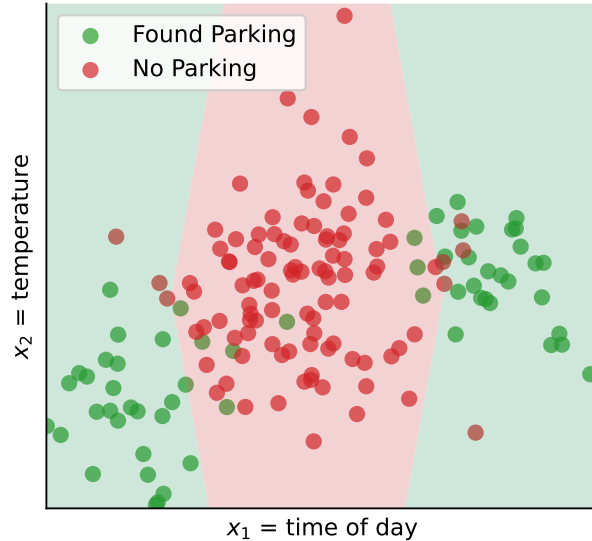 Found Parking
No Parking
x₂ = temperature
x₁ = time of day